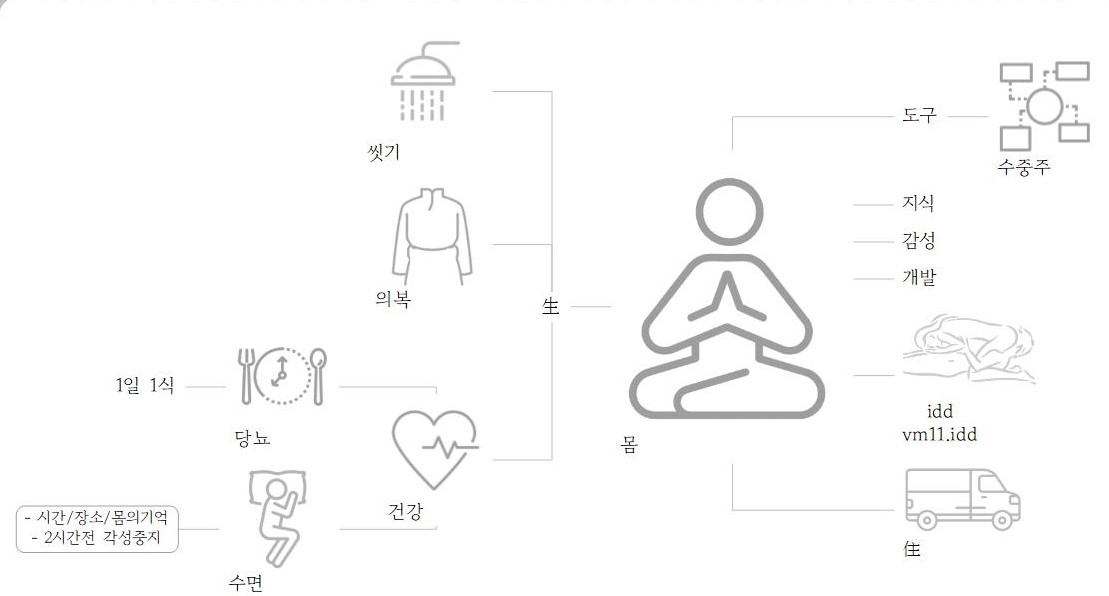 씻기
의복
生
1일 1식
당뇨
건강
- 시간/장소/몸의기억
- 2시간전 각성중지
수면
몸
도구
수중주
지식
감성
개발
idd
vm11.idd
住